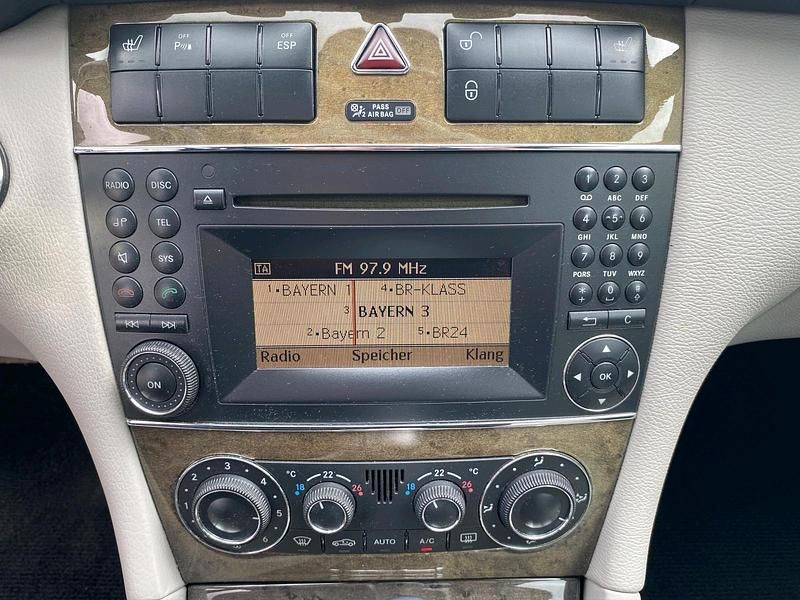 OFF
P
OFF
ESP
PASS
2 AIR BAG OFF
RADIO DISC
TEL
SYS
ON
TA FM 97.9 MHz
1•BAYERN 1 4•BR-KLASS
3 BAYERN 3
2•Bayern 2 5•BR24
Radio Speicher Klang
1 2 3
ABC DEF
4 5 6
GHI JKL MNO
7 8 9
PQRS TUV WXYZ
* 0 #
C
OK
1 2 3 4 5 6
°C 18 22 26
18 22 26 °C
AUTO A/C